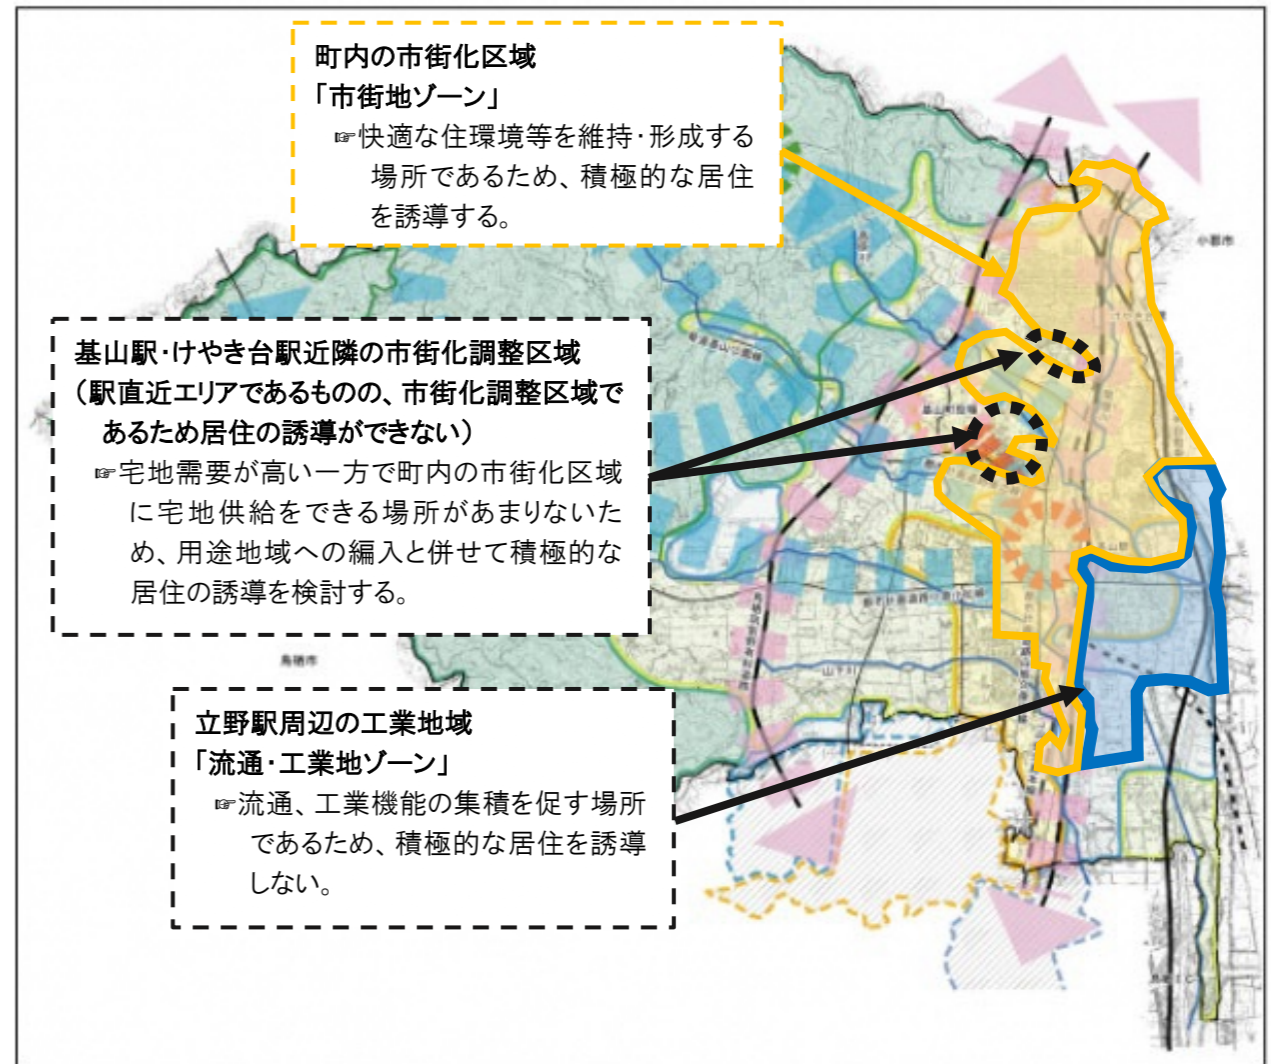 町内の市街化区域
「市街地ゾーン」
☞快適な住環境等を維持・形成する
場所であるため、積極的な居住
を誘導する。
小郡市
基山駅・けやき台駅近隣の市街化調整区域
（駅直近エリアであるものの、市街化調整区域で
あるため居住の誘導ができない）
☞宅地需要が高い一方で町内の市街化区域
に宅地供給をできる場所があまりないた
め、用途地域への編入と併せて積極的な
居住の誘導を検討する。
基山町役場
鳥栖市
山下川
立野駅周辺の工業地域
「流通・工業地ゾーン」
☞流通、工業機能の集積を促す場所
であるため、積極的な居住を誘導
しない。